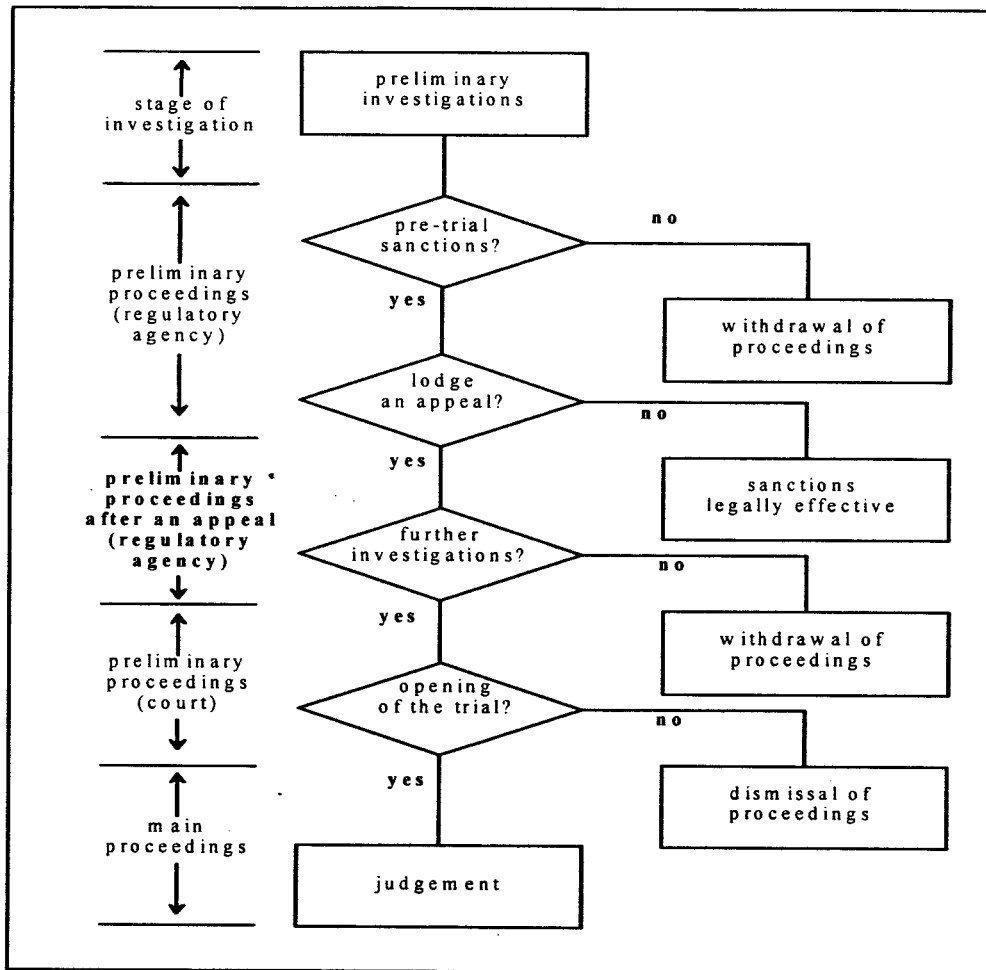 preliminary
investigations
stage of
investigation
pre-trial
sanctions?
no
yes
preliminary
proceedings
(regulatory
agency)
withdrawal of
proceedings
lodge
an appeal?
no
yes
preliminary
proceedings
after an appeal
(regulatory
agency)
sanctions
legally effective
further
investigations?
no
yes
preliminary
proceedings
(court)
withdrawal of
proceedings
opening
of the trial?
no
yes
dismissal of
proceedings
main
proceedings
judgement